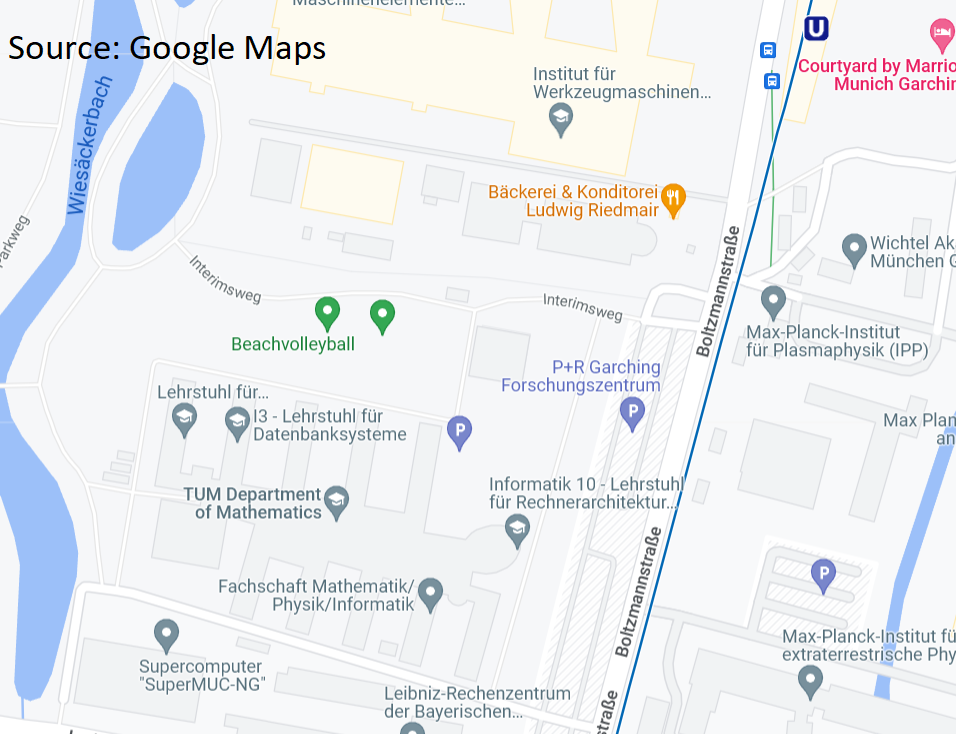 Maschinenelemente...
Source: Google Maps
U
Institut für
Werkzeugmaschinen...
Courtyard by Marrio
Munich Garchin
Wiesäckerbach
Bäckerei & Konditorei
Ludwig Riedmair
Parkweg
Wichtel Ak
München G
Interimsweg
Interimsweg
Boltzmannstraße
Beachvolleyball
Max-Planck-Institut
für Plasmaphysik (IPP)
P+R Garching
Forschungszentrum
P
Lehrstuhl für...
I3 - Lehrstuhl für
Datenbanksysteme
P
Max Plan
an
TUM Department
of Mathematics
Informatik 10 - Lehrstuhl
für Rechnerarchitektur...
Boltzmannstraße
P
Fachschaft Mathematik/
Physik/Informatik
Max-Planck-Institut fü
extraterrestrische Phy
Supercomputer
"SuperMUC-NG"
Leibniz-Rechenzentrum
der Bayerischen...
straße